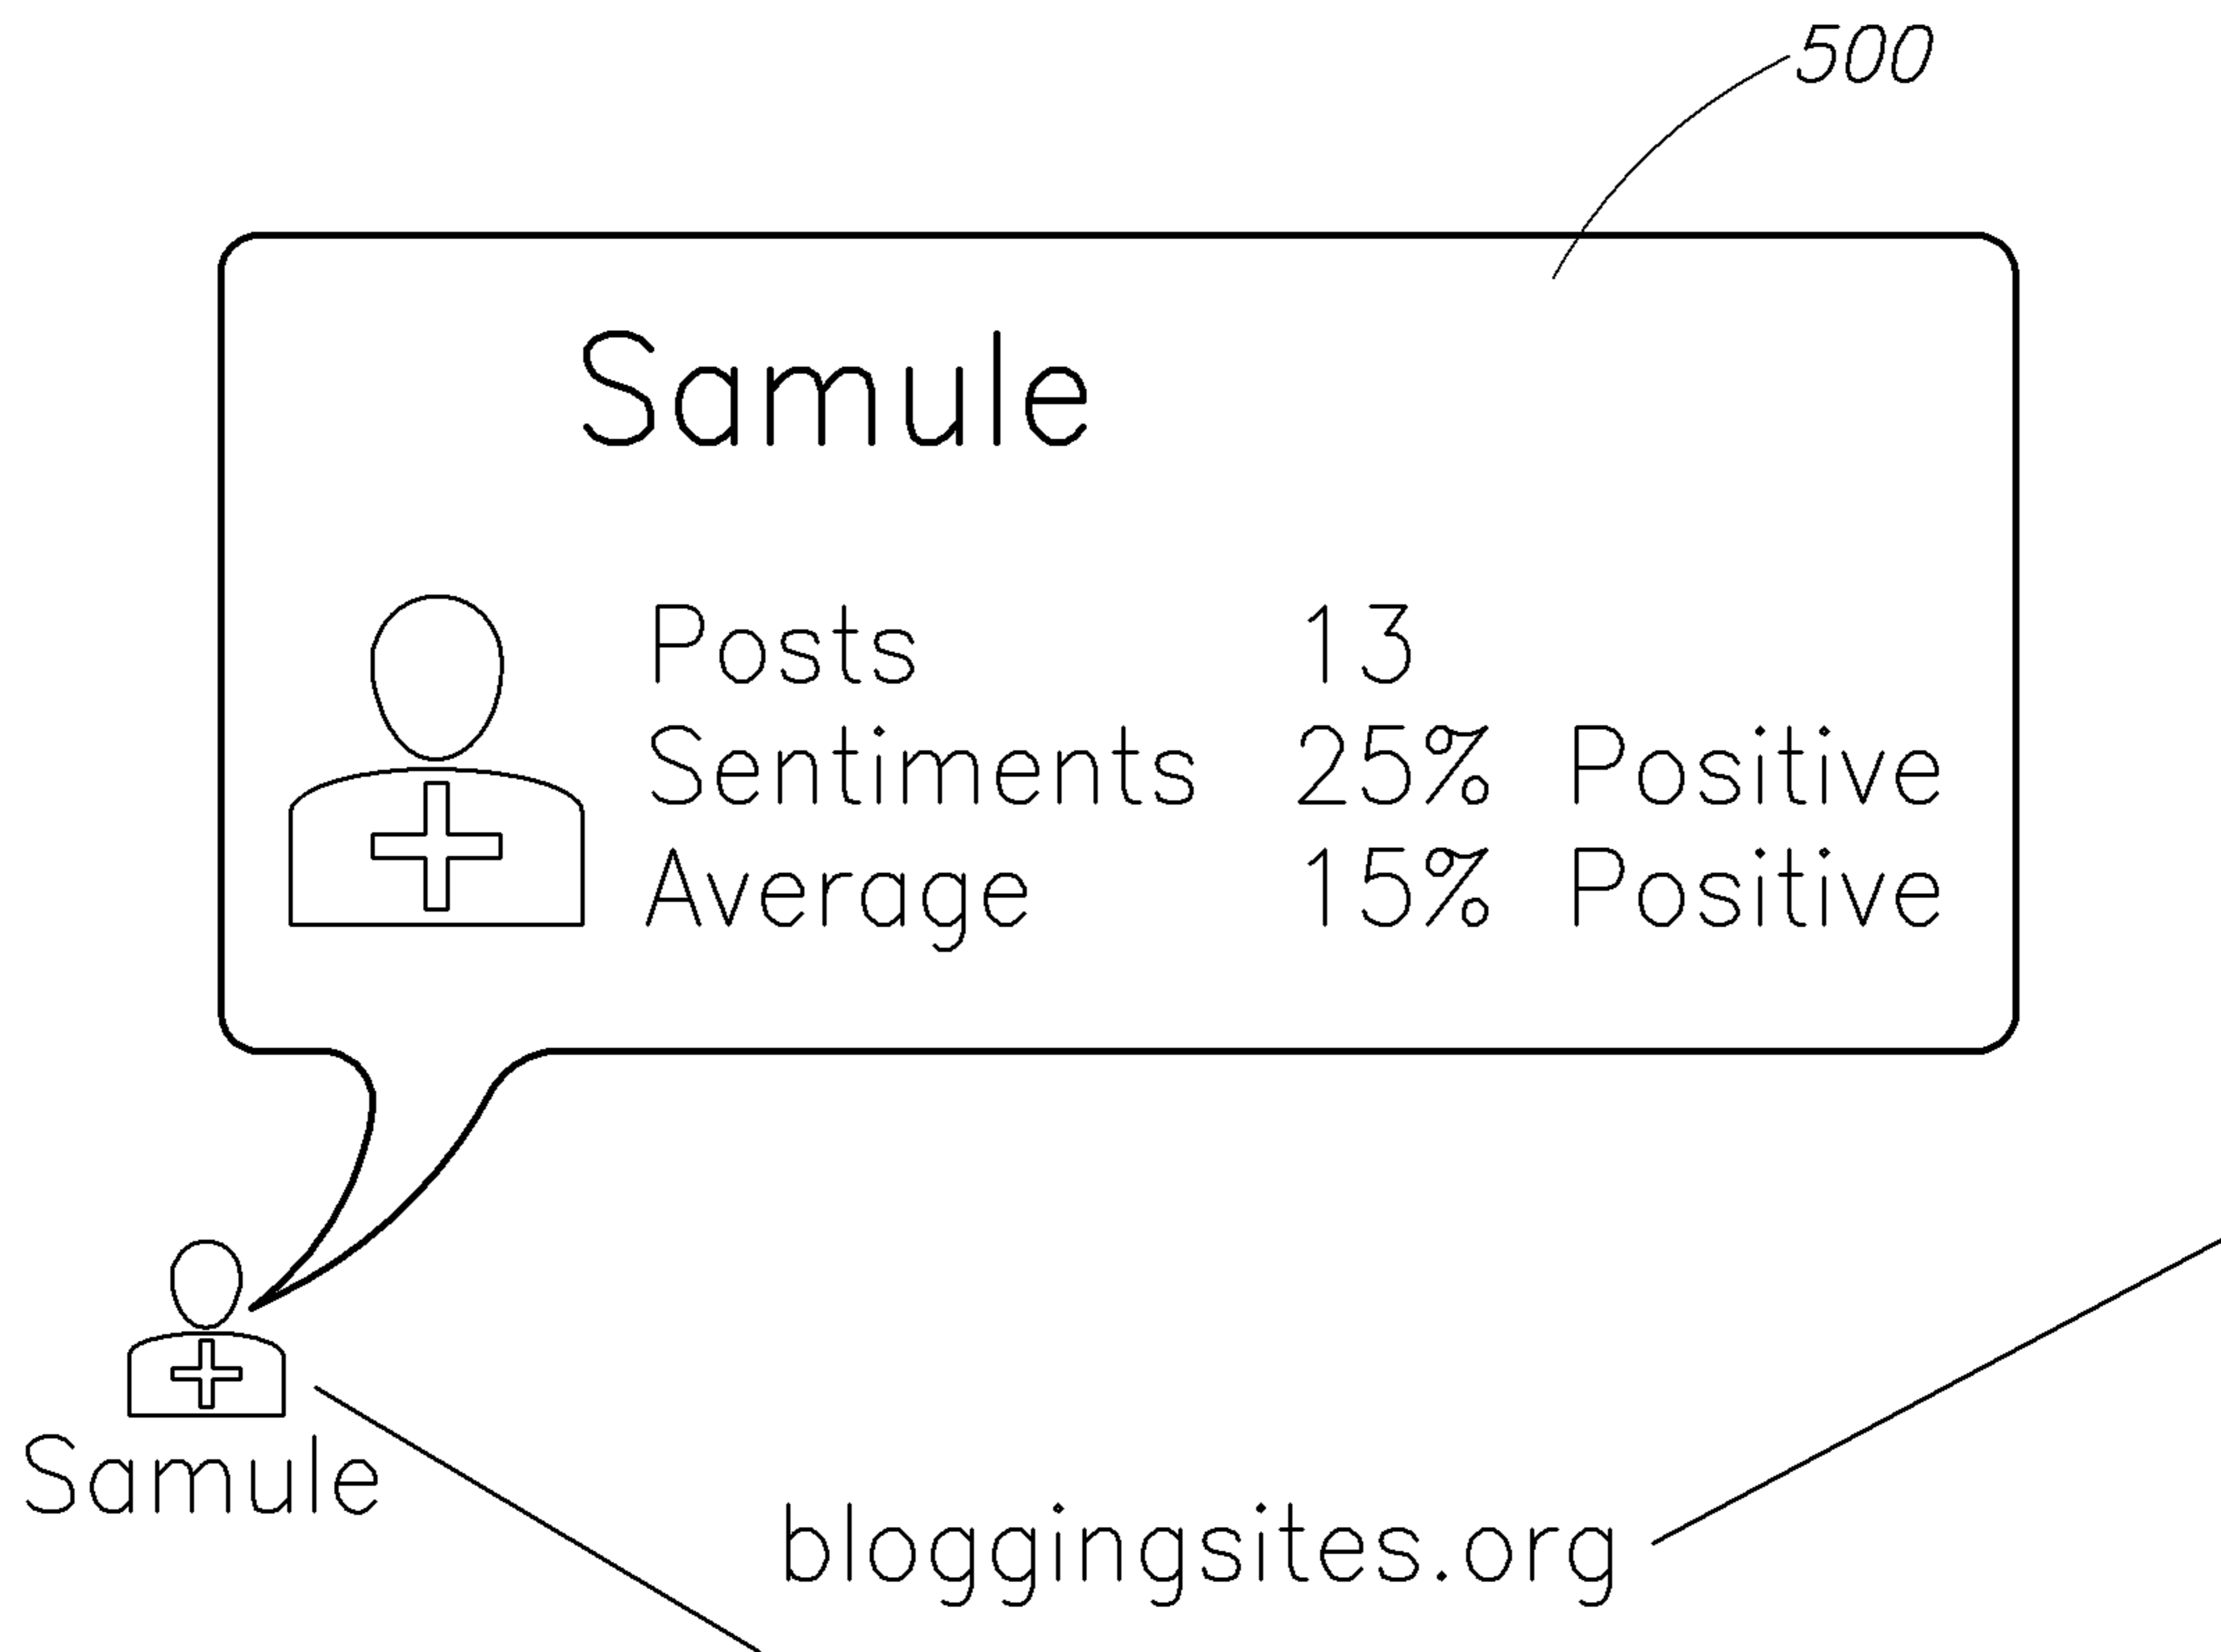 500
Samule
Posts 13
Sentiments 25% Positive
Average 15% Positive
Samule
bloggingsites.org